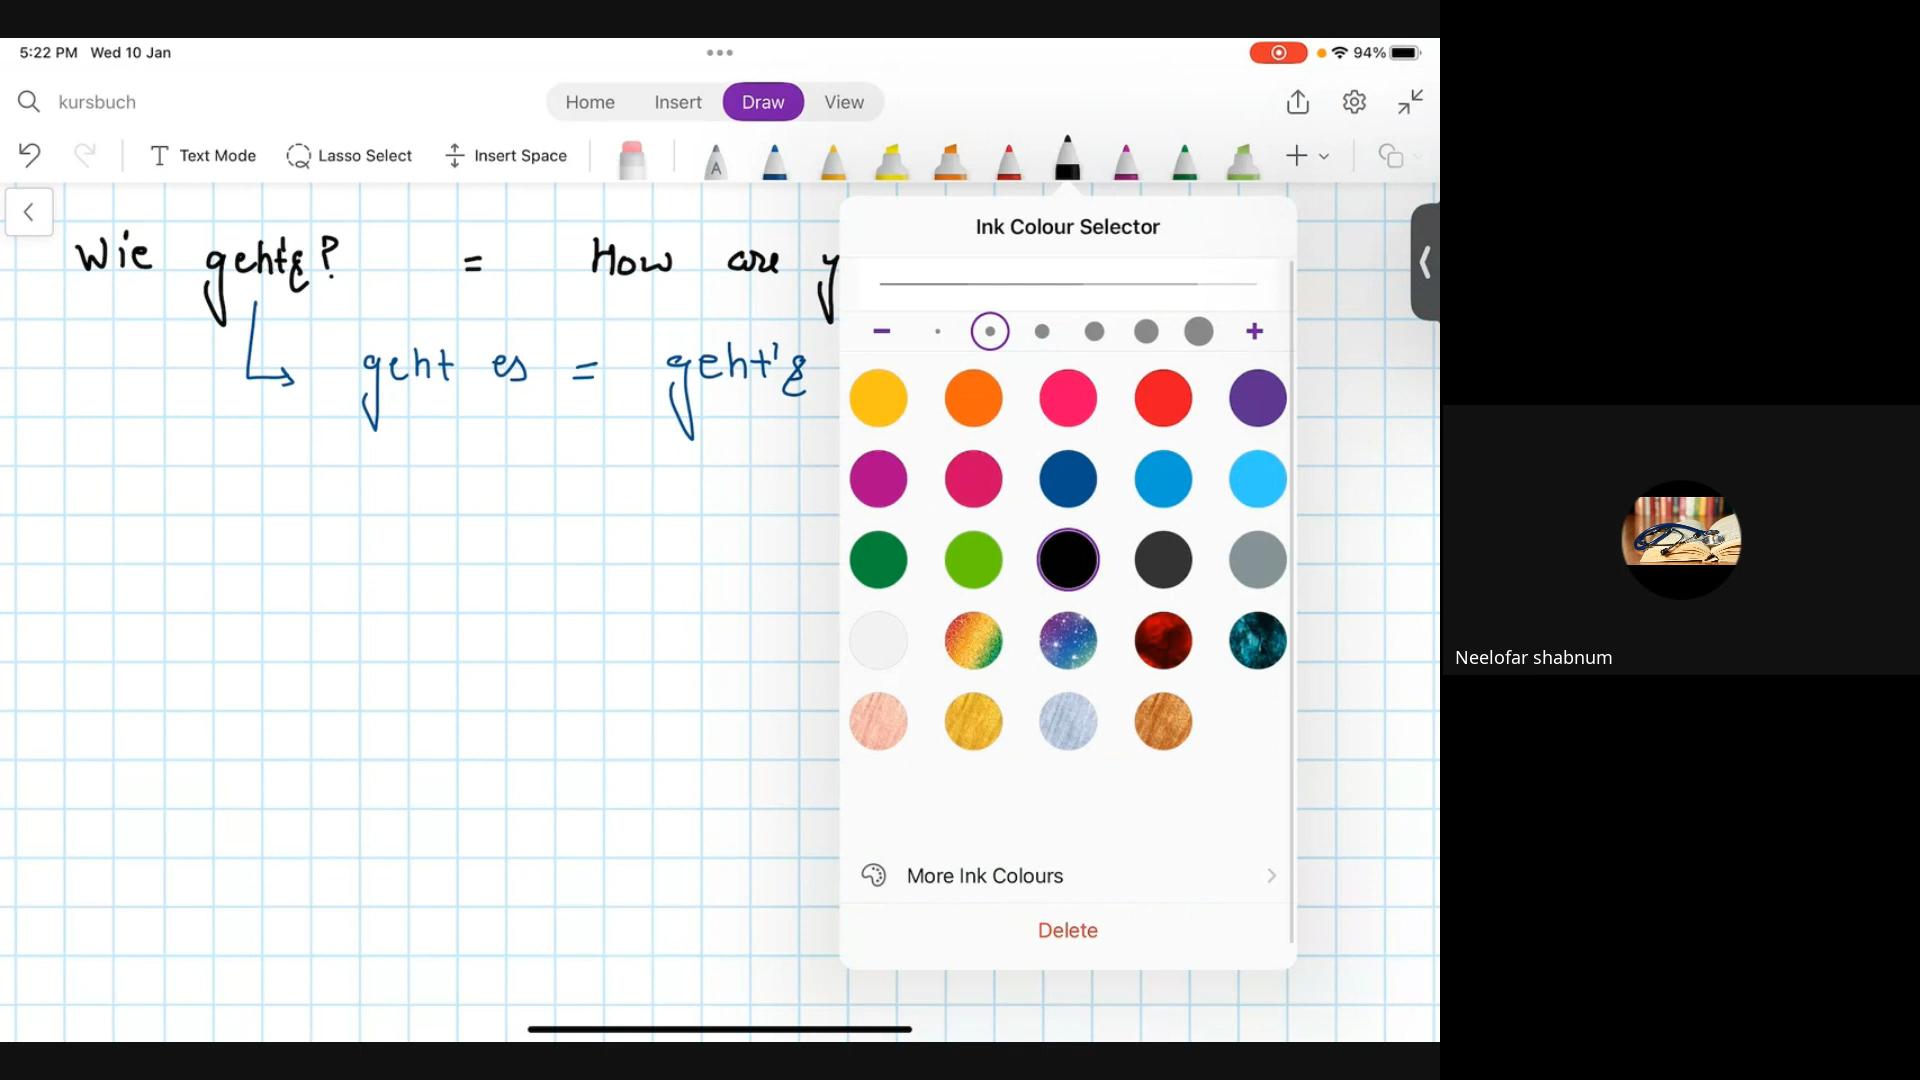 5:22 PM Wed 10 Jan
94%
kursbuch
Home Insert Draw View
Text Mode Lasso Select Insert Space
A
Ink Colour Selector
Wie geht's? = How are y
geht es = geht's
More Ink Colours
Delete
Neelofar shabnum